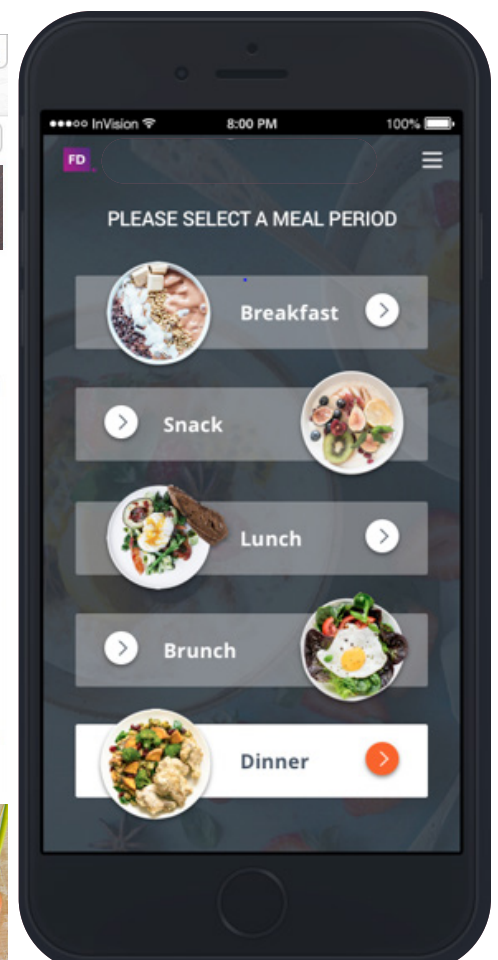 ●●●○○ InVision 8:00 PM 100%
FD
PLEASE SELECT A MEAL PERIOD
Breakfast
Snack
Lunch
Brunch
Dinner